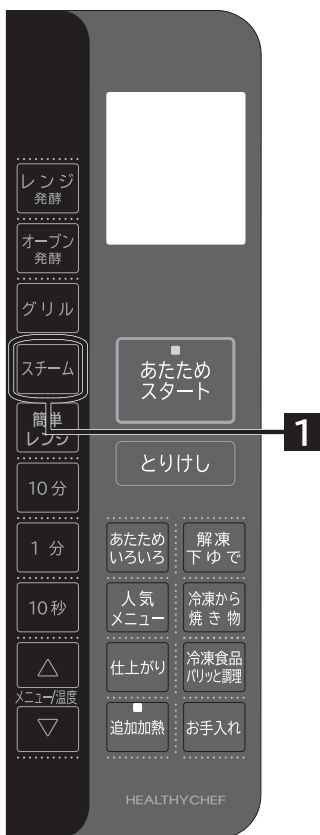 レンジ
発酵
オーブン
発酵
グリル
スチーム
簡単
レンジ
10分
1分
10秒
△
メニュー/温度
▽
あたため
スタート
1
とりけし
あたため
いろいろ
解凍
下ゆで
人気
メニュー
冷凍から
焼き物
仕上がり
冷凍食品
パリッと調理
追加加熱
お手入れ
HEALTHYCHEF